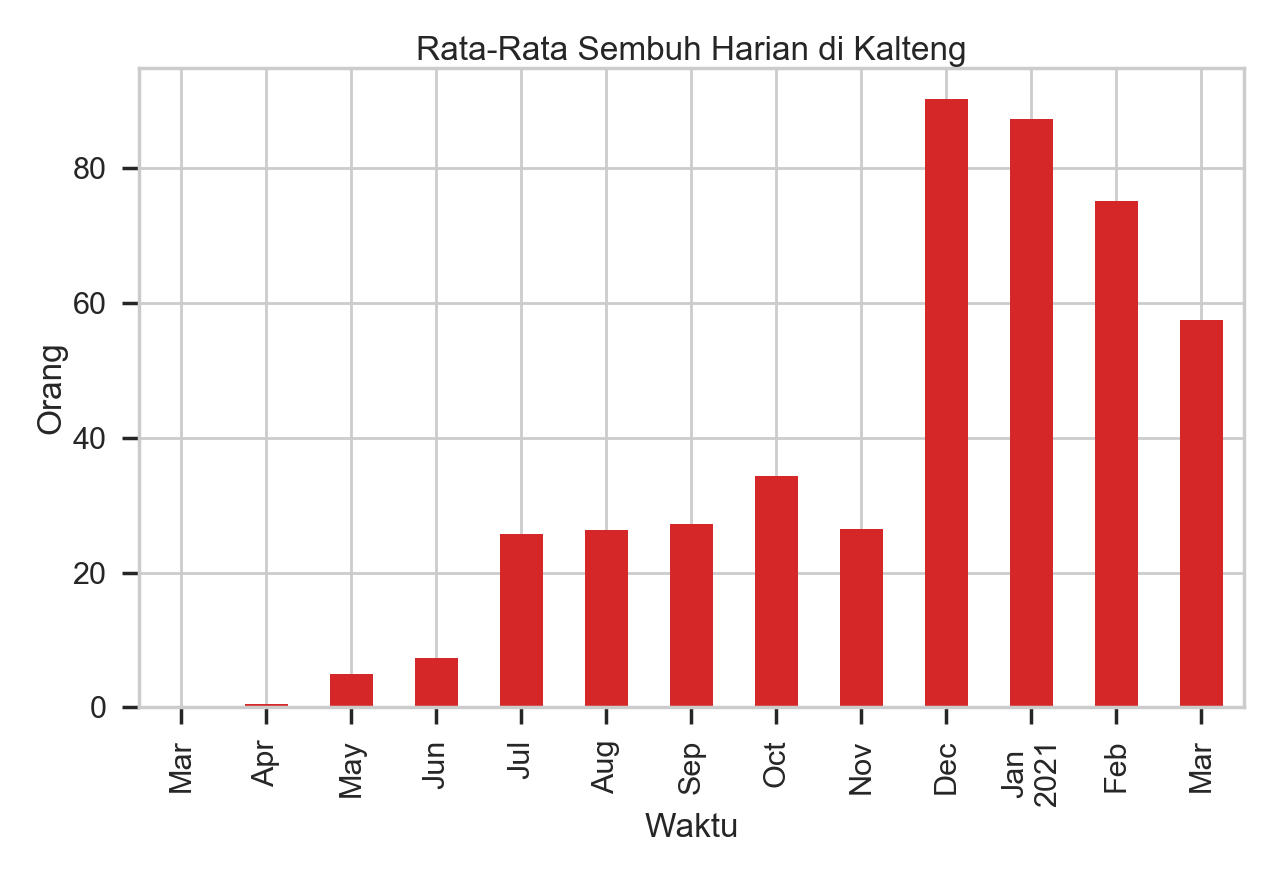 Rata-Rata Sembuh Harian di Kalteng
80
60
40
20
0
Orang
Mar
Apr
May
Jun
Jul
Aug
Sep
Oct
Nov
Dec
Jan
2021
Feb
Mar
Waktu